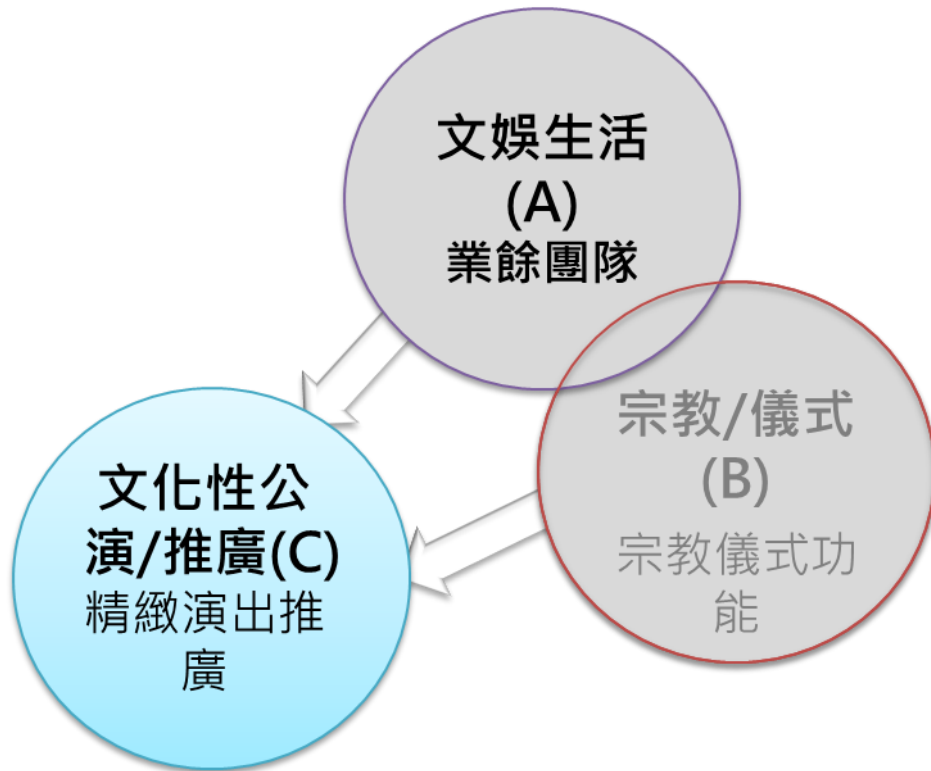 文娛生活
(A)
業餘團隊
宗教/儀式
(B)
宗教儀式功
能
文化性公
演/推廣(C)
精緻演出推
廣